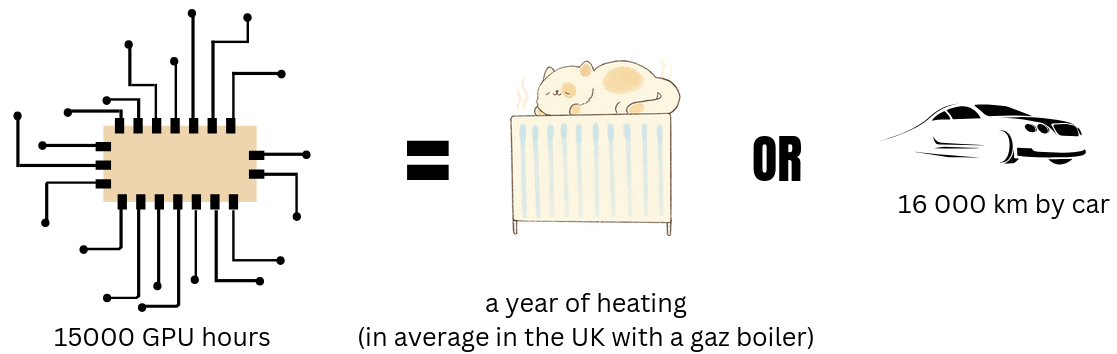 15000 GPU hours
=
a year of heating
(in average in the UK with a gaz boiler)
OR
16 000 km by car